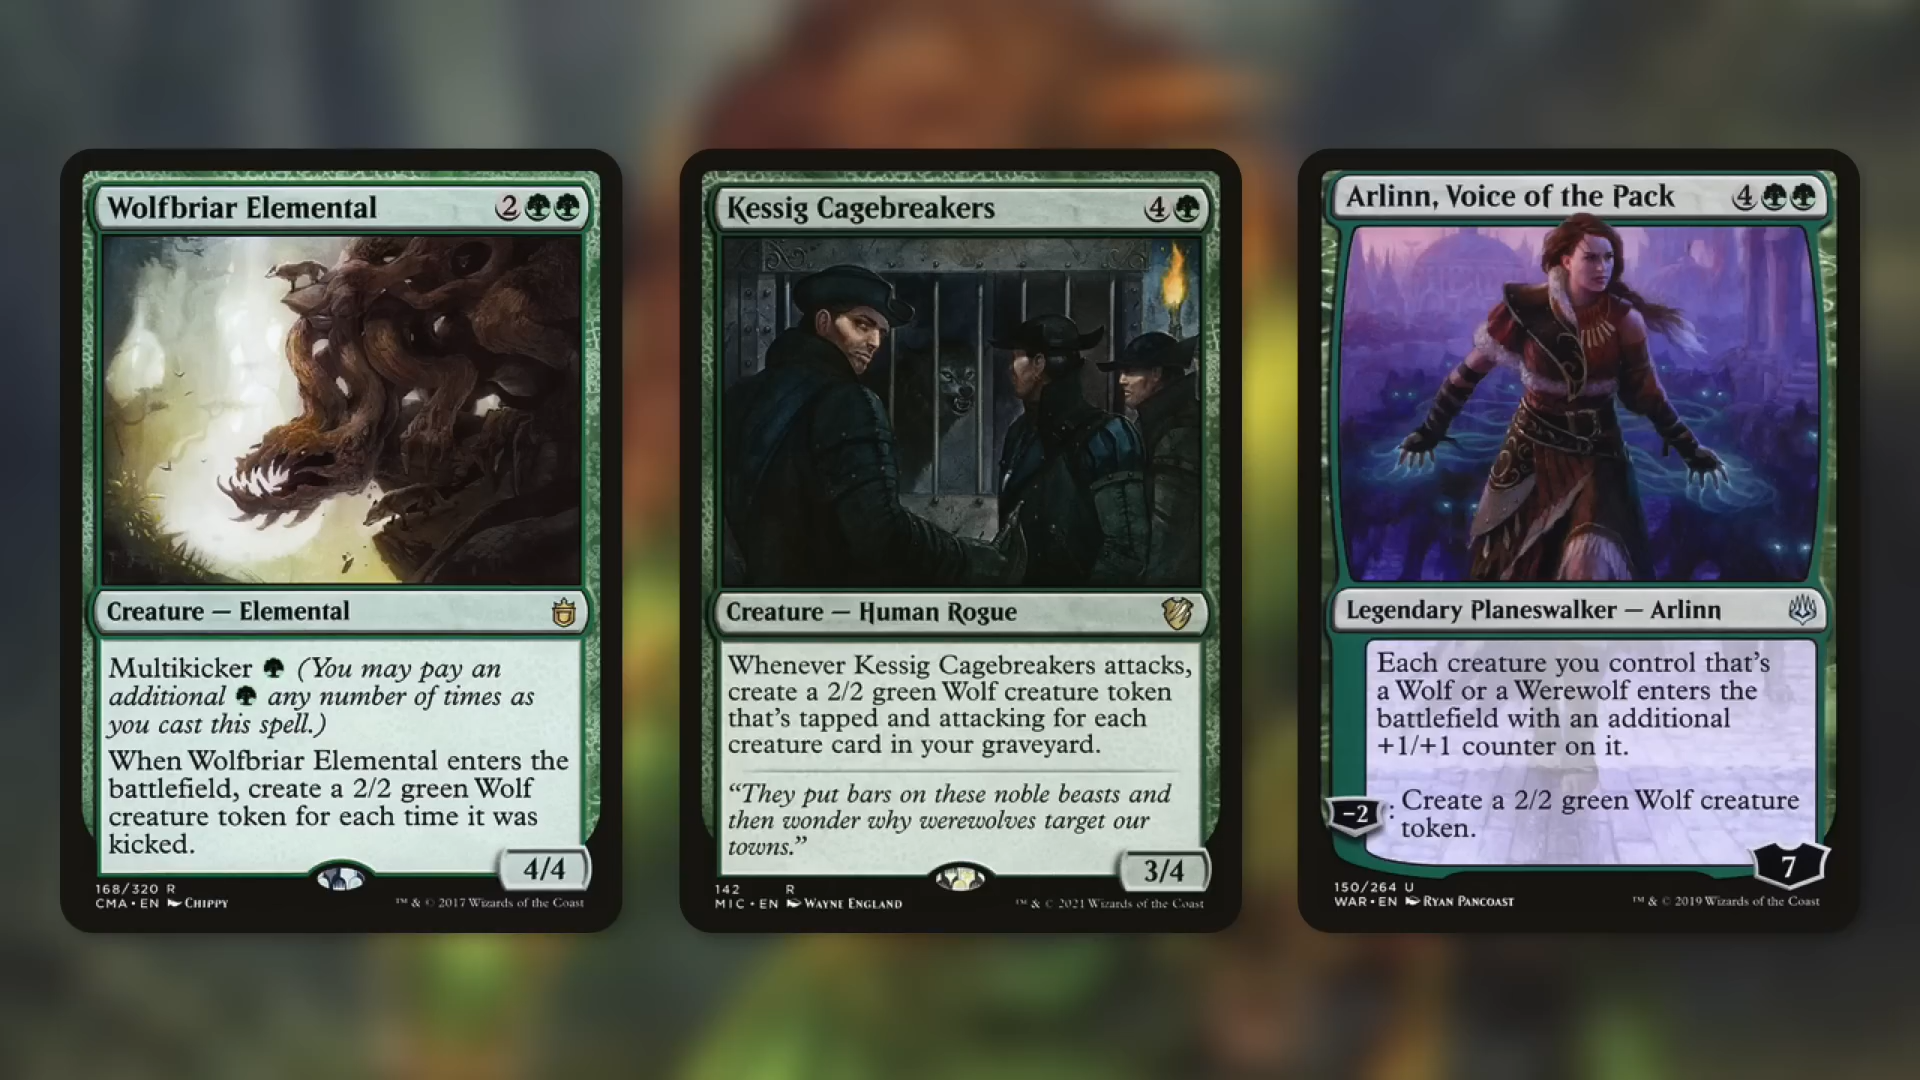 Wolfbriar Elemental 2
Creature — Elemental
Multikicker (You may pay an
additional any number of times as
you cast this spell.)
When Wolfbriar Elemental enters the
battlefield, create a 2/2 green Wolf
creature token for each time it was
kicked.
4/4
168/320 R
CMA • EN CHIPPY
™ & © 2017 Wizards of the Coast
Kessig Cagebreakers 4
Creature — Human Rogue
Whenever Kessig Cagebreakers attacks,
create a 2/2 green Wolf creature token
that's tapped and attacking for each
creature card in your graveyard.
“They put bars on these noble beasts and
then wonder why werewolves target our
towns.”
3/4
142 R
MIC • EN WAYNE ENGLAND
™ & © 2021 Wizards of the Coast
Arlinn, Voice of the Pack 4
Legendary Planeswalker — Arlinn
Each creature you control that's
a Wolf or a Werewolf enters the
battlefield with an additional
+1/+1 counter on it.
−2 : Create a 2/2 green Wolf creature
token.
7
150/264 U
WAR • EN RYAN PANCOAST
™ & © 2019 Wizards of the Coast